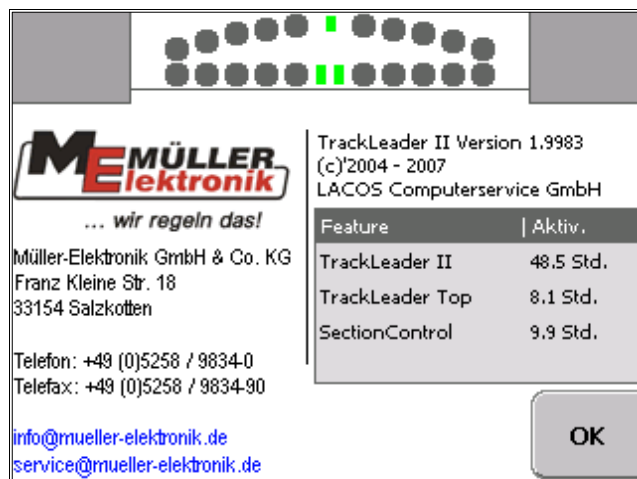 ME MÜLLER
Elektronik
... wir regeln das!
Müller-Elektronik GmbH & Co. KG
Franz Kleine Str. 18
33154 Salzkotten
Telefon: +49 (0)5258 / 9834-0
Telefax: +49 (0)5258 / 9834-90
info@mueller-elektronik.de
service@mueller-elektronik.de
TrackLeader II Version 1.9983
(c)'2004 - 2007
LACOS Computerservice GmbH
Feature | Aktiv.
TrackLeader II 48.5 Std.
TrackLeader Top 8.1 Std.
SectionControl 9.9 Std.
OK